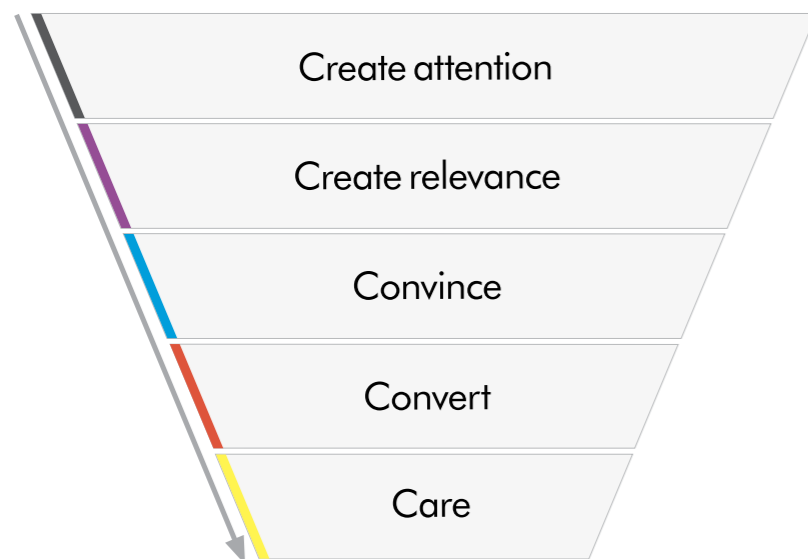 Create attention
Create relevance
Convince
Convert
Care